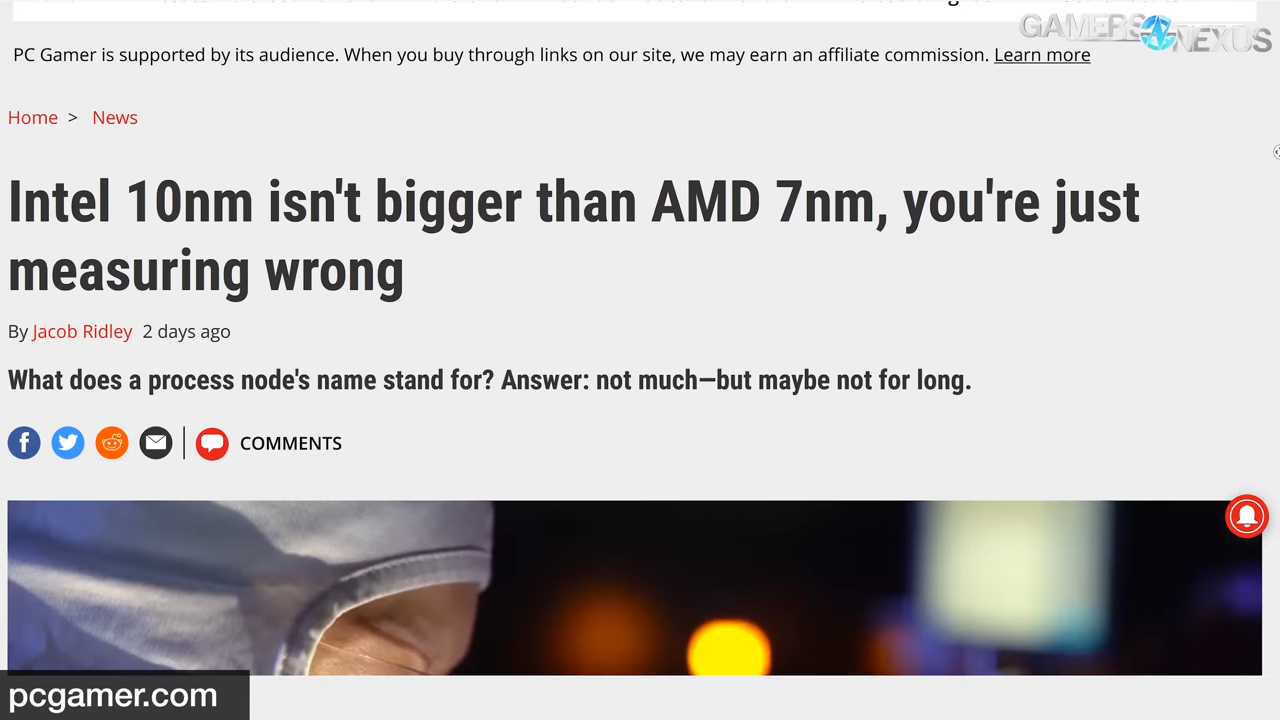 GAMERS NEXUS
PC Gamer is supported by its audience. When you buy through links on our site, we may earn an affiliate commission. Learn more
Home > News
Intel 10nm isn't bigger than AMD 7nm, you're just
measuring wrong
By Jacob Ridley 2 days ago
What does a process node's name stand for? Answer: not much—but maybe not for long.
COMMENTS
pcgamer.com